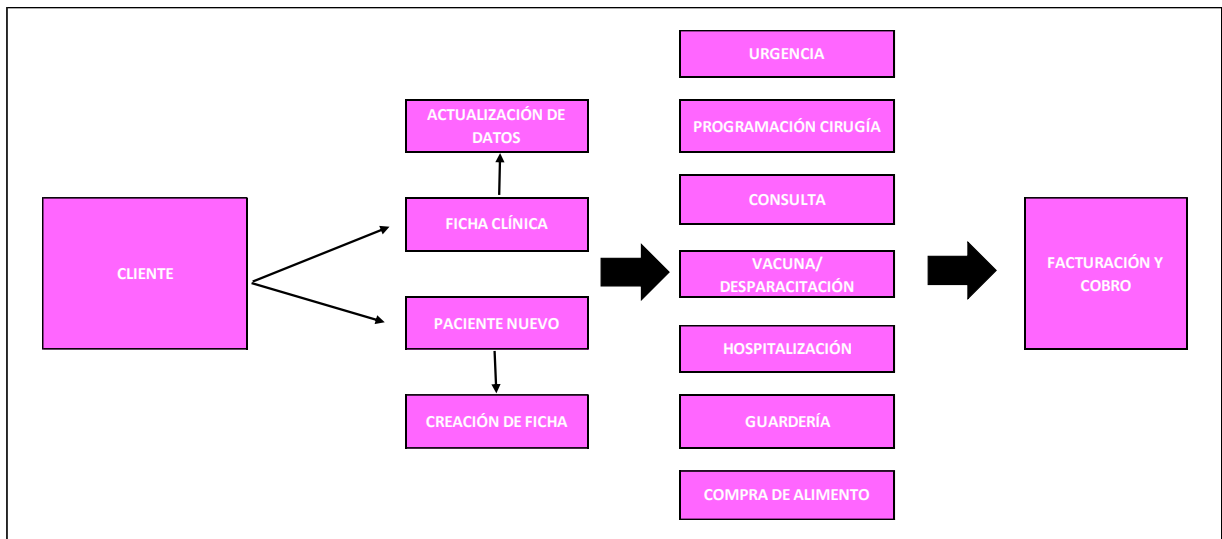 CLIENTE
ACTUALIZACIÓN DE
DATOS
FICHA CLÍNICA
PACIENTE NUEVO
CREACIÓN DE FICHA
URGENCIA
PROGRAMACIÓN CIRUGÍA
CONSULTA
VACUNA/
DESPARACITACIÓN
HOSPITALIZACIÓN
GUARDERÍA
COMPRA DE ALIMENTO
FACTURACIÓN Y
COBRO